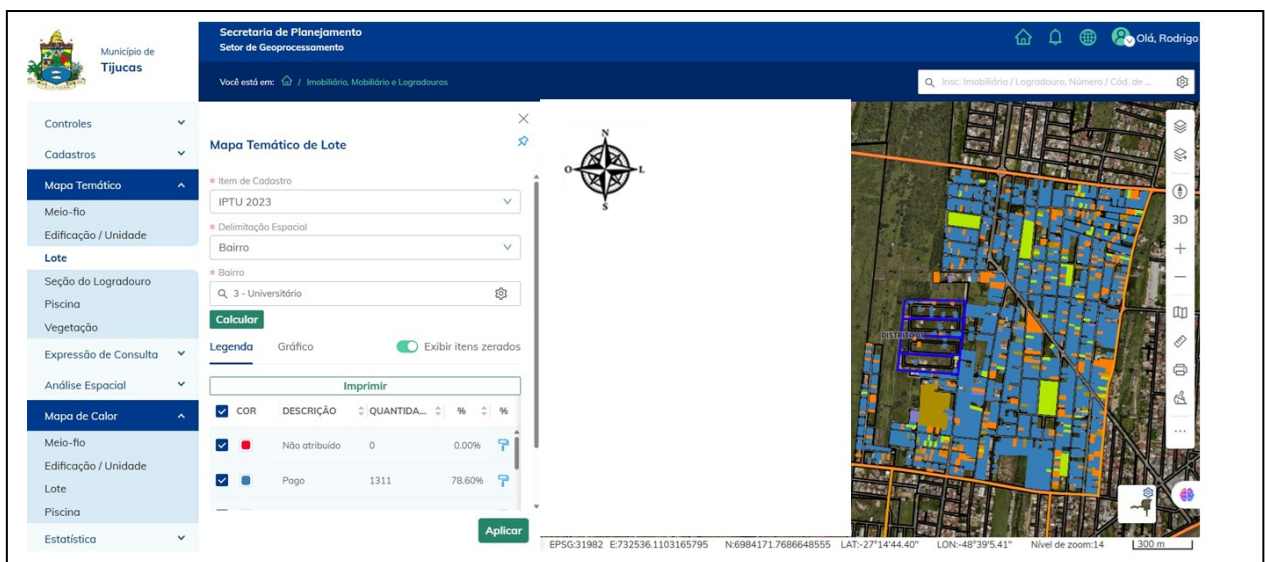 Município de
Tijucas
Secretaria de Planejamento
Setor de Geoprocessamento
Olá, Rodrigo
Você está em: / Imobiliário, Mobiliário e Logradouros
Insc. Imobiliária / Logradouro, Número / Cód. de ...
Controles
Cadastros
Mapa Temático
Meio-fio
Edificação / Unidade
Lote
Seção do Logradouro
Piscina
Vegetação
Expressão de Consulta
Análise Espacial
Mapa de Calor
Meio-fio
Edificação / Unidade
Lote
Piscina
Estatística
Mapa Temático de Lote
* Item de Cadastro
IPTU 2023
* Delimitação Espacial
Bairro
* Bairro
3 - Universitário
Calcular
Legenda Gráfico Exibir itens zerados
Imprimir
COR DESCRIÇÃO QUANTIDA... % %
Não atribuído 0 0.00%
Pago 1311 78.60%
Aplicar
N
O L
S
3D
EPSG:31982 E:732536.1103165795 N:6984171.7686648555 LAT:-27°14'44.40" LON:-48°39'5.41" Nível de zoom:14 300 m